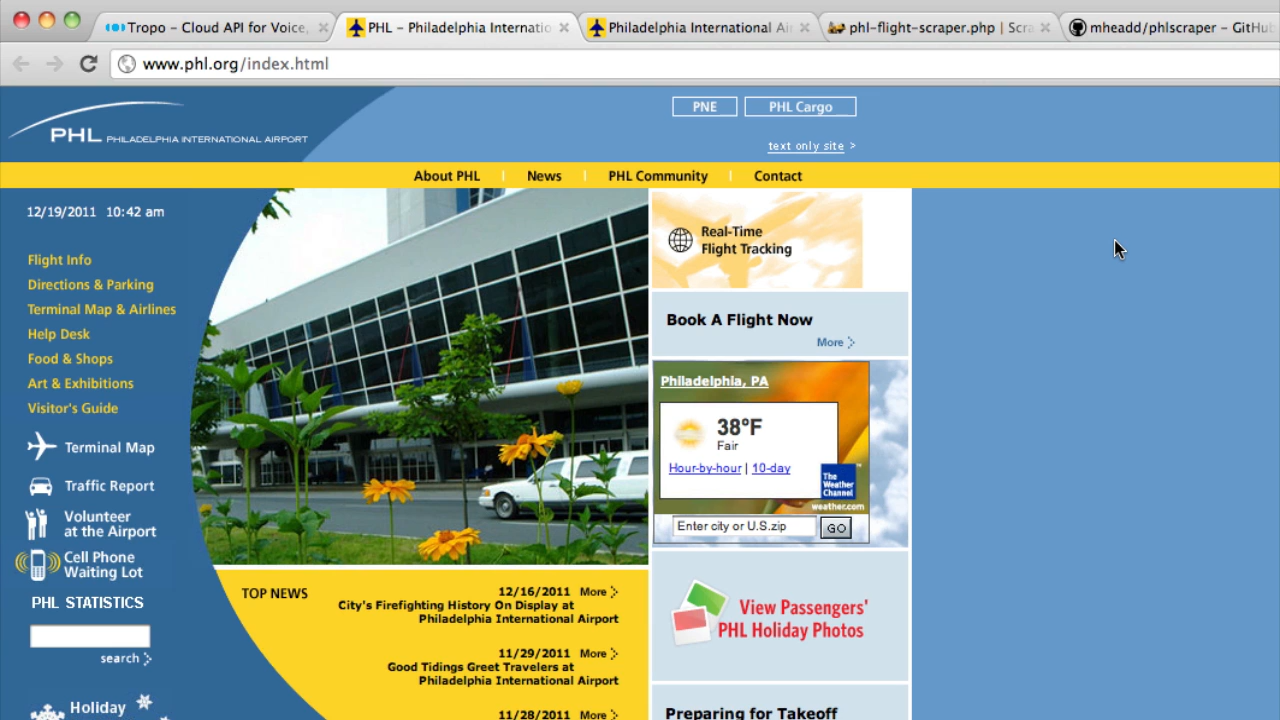 Tropo – Cloud API for Voice,
PHL – Philadelphia Internatio
Philadelphia International Air
phl-flight-scraper.php | Scra
mheadd/phlscraper – GitHub
www.phl.org/index.html
PHL PHILADELPHIA INTERNATIONAL AIRPORT
PNE
PHL Cargo
text only site >
About PHL
News
PHL Community
Contact
12/19/2011 10:42 am
Flight Info
Directions & Parking
Terminal Map & Airlines
Help Desk
Food & Shops
Art & Exhibitions
Visitor's Guide
Terminal Map
Traffic Report
Volunteer
at the Airport
Cell Phone
Waiting Lot
PHL STATISTICS
search
Holiday
TOP NEWS
12/16/2011 More
City's Firefighting History On Display at
Philadelphia International Airport
11/29/2011 More
Good Tidings Greet Travelers at
Philadelphia International Airport
11/28/2011 More
Real-Time
Flight Tracking
Book A Flight Now
More
Philadelphia, PA
38°F
Fair
Hour-by-hour | 10-day
The
Weather
Channel
weather.com
Enter city or U.S.zip
GO
View Passengers'
PHL Holiday Photos
Preparing for Takeoff